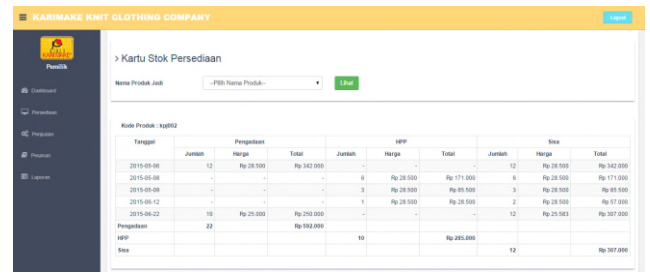 KARIMAKE KNIT CLOTHING COMPANY
Logout
Pemilik
Dashboard
Persediaan
Penjualan
Pesanan
Laporan
> Kartu Stok Persediaan
Nama Produk Jadi --Pilih Nama Produk-- Lihat
Kode Produk : kpj002
Tanggal Pengadaan HPP Sisa
Jumlah Harga Total Jumlah Harga Total Jumlah Harga Total
2015-05-06 12 Rp 28.500 Rp 342.000 - - - 12 Rp 28.500 Rp 342.000
2015-05-08 - - - 6 Rp 28.500 Rp 171.000 6 Rp 28.500 Rp 171.000
2015-05-09 - - - 3 Rp 28.500 Rp 85.500 3 Rp 28.500 Rp 85.500
2015-06-12 - - - 1 Rp 28.500 Rp 28.500 2 Rp 28.500 Rp 57.000
2015-06-22 10 Rp 25.000 Rp 250.000 - - - 12 Rp 25.583 Rp 307.000
Pengadaan 22 Rp 592.000
HPP 10 Rp 285.000
Sisa 12 Rp 307.000